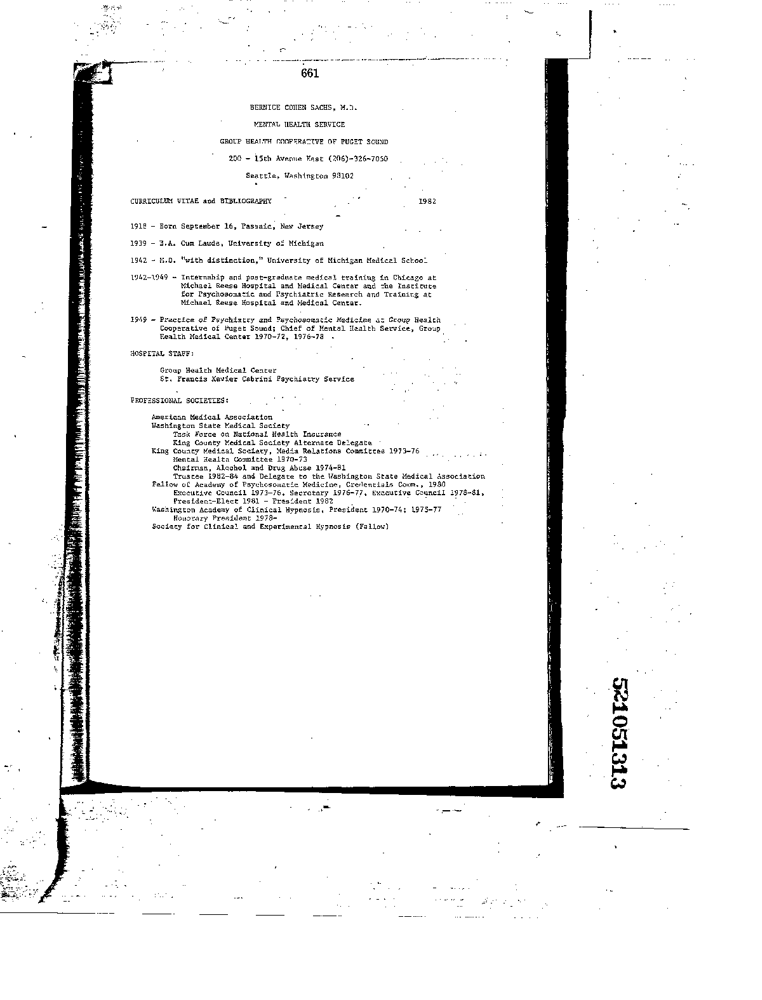 661
BERNICE COHEN SACHS, M.D.
MENTAL HEALTH SERVICE
GROUP HEALTH COOPERATIVE OF PUGET SOUND
200 - 15th Avenue East (206)-326-7050
Seattle, Washington 98102
CURRICULUM VITAE and BIBLIOGRAPHY 1982
1918 - Born September 16, Passaic, New Jersey
1939 - B.A. Cum Laude, University of Michigan
1942 - M.D. "with distinction," University of Michigan Medical School
1942-1949 - Internship and post-graduate medical training in Chicago at
Michael Reese Hospital and Medical Center and the Institute
for Psychosomatic and Psychiatric Research and Training at
Michael Reese Hospital and Medical Center.
1949 - Practice of Psychiatry and Psychosomatic Medicine at Group Health
Cooperative of Puget Sound; Chief of Mental Health Service, Group
Health Medical Center 1970-72, 1976-78 .
HOSPITAL STAFF:
Group Health Medical Center
St. Francis Xavier Cabrini Psychiatry Service
PROFESSIONAL SOCIETIES:
American Medical Association
Washington State Medical Society
Task Force on National Health Insurance
King County Medical Society Alternate Delegate
King County Medical Society, Media Relations Committee 1973-76
Mental Health Committee 1970-73
Chairman, Alcohol and Drug Abuse 1974-81
Trustee 1982-84 and Delegate to the Washington State Medical Association
Fellow of Academy of Psychosomatic Medicine, Credentials Comm., 1980
Executive Council 1973-76, Secretary 1976-77, Executive Council 1978-81,
President-Elect 1981 - President 1982
Washington Academy of Clinical Hypnosis, President 1970-74; 1975-77
Honorary President 1978-
Society for Clinical and Experimental Hypnosis (Fellow)
521051313